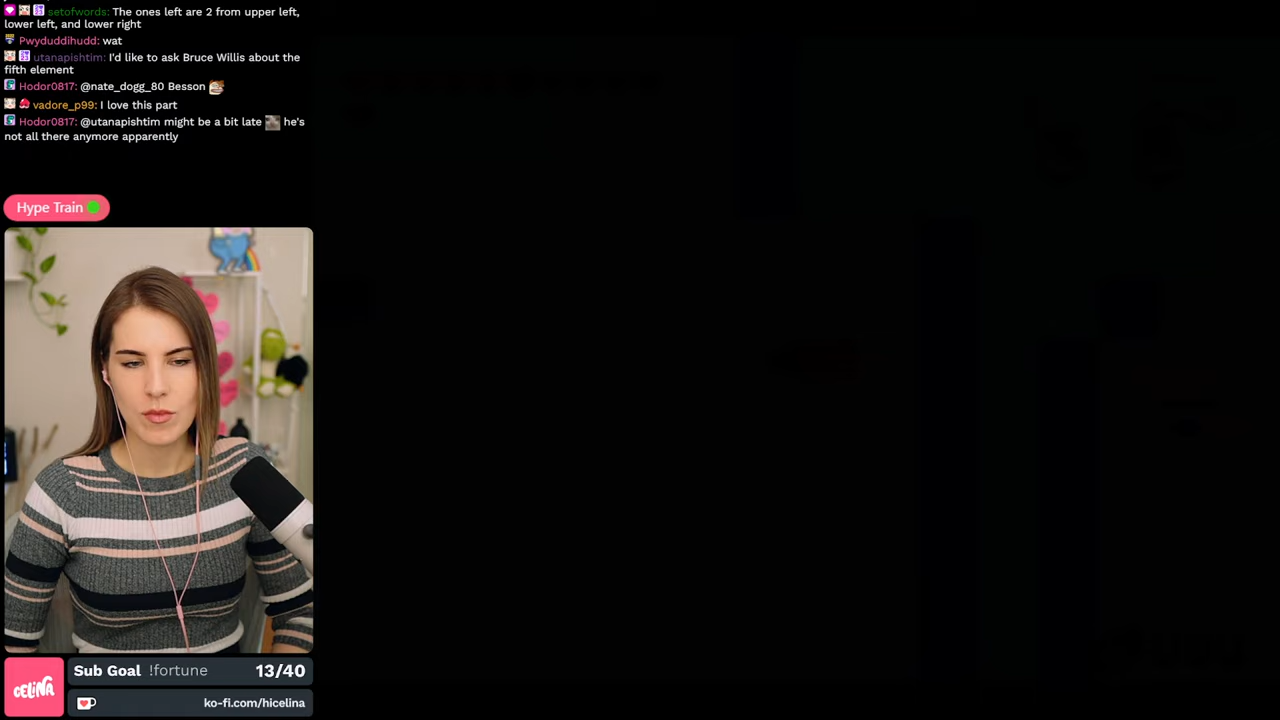 setofwords: The ones left are 2 from upper left,
lower left, and lower right
Pwyduddihudd: wat
utanapishtim: I'd like to ask Bruce Willis about the
fifth element
Hodor0817: @nate_dogg_80 Besson
vadore_p99: I love this part
Hodor0817: @utanapishtim might be a bit late he's
not all there anymore apparently
Hype Train
CELINA
Sub Goal !fortune 13/40
ko-fi.com/hicelina